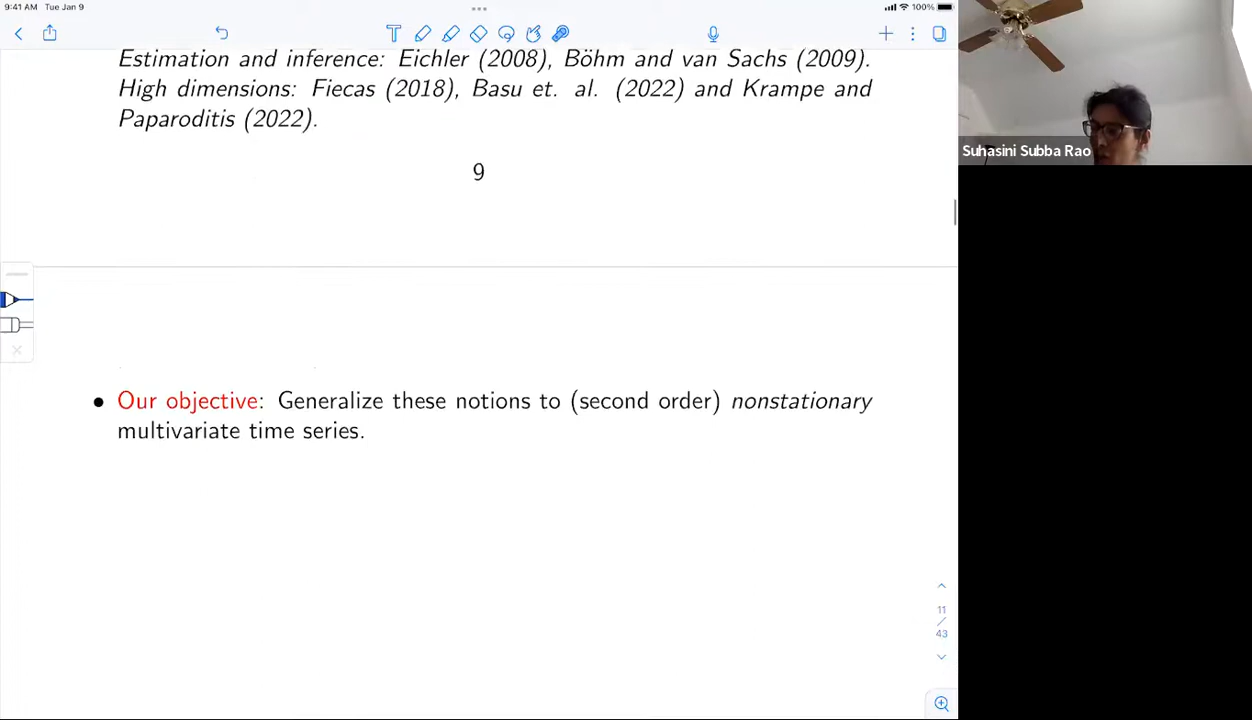 9:41 AM Tue Jan 9
100%
Estimation and inference: Eichler (2008), Böhm and van Sachs (2009).
High dimensions: Fiecas (2018), Basu et. al. (2022) and Krampe and
Paparoditis (2022).
9
• Our objective: Generalize these notions to (second order) nonstationary
multivariate time series.
11
/
43
Suhasini Subba Rao